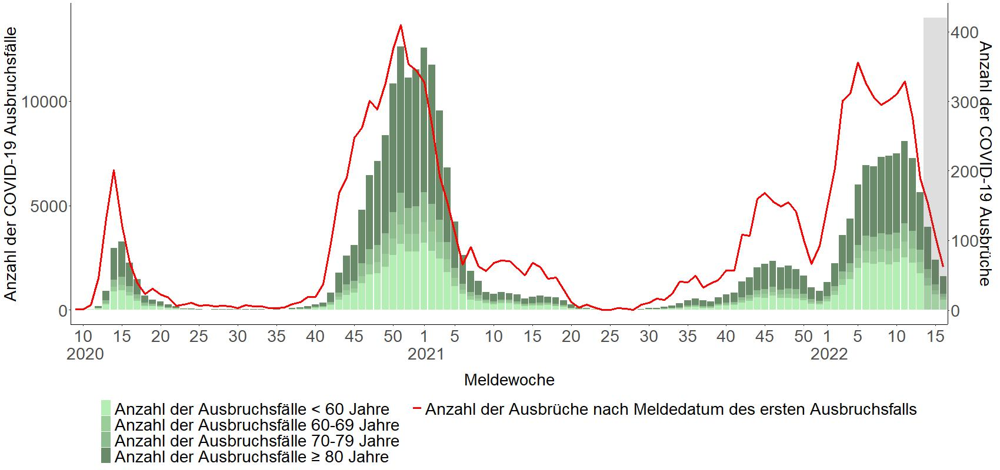 Anzahl der COVID-19 Ausbruchsfälle
10000
5000
0
400
300
200
100
0
Anzahl der COVID-19 Ausbrüche
10 15 20 25 30 35 40 45 50 1 5 10 15 20 25 30 35 40 45 50 1 5 10 15
2020 2021 2022
Meldewoche
Anzahl der Ausbruchsfälle < 60 Jahre
Anzahl der Ausbruchsfälle 60-69 Jahre
Anzahl der Ausbruchsfälle 70-79 Jahre
Anzahl der Ausbruchsfälle ≥ 80 Jahre
Anzahl der Ausbrüche nach Meldedatum des ersten Ausbruchsfalls